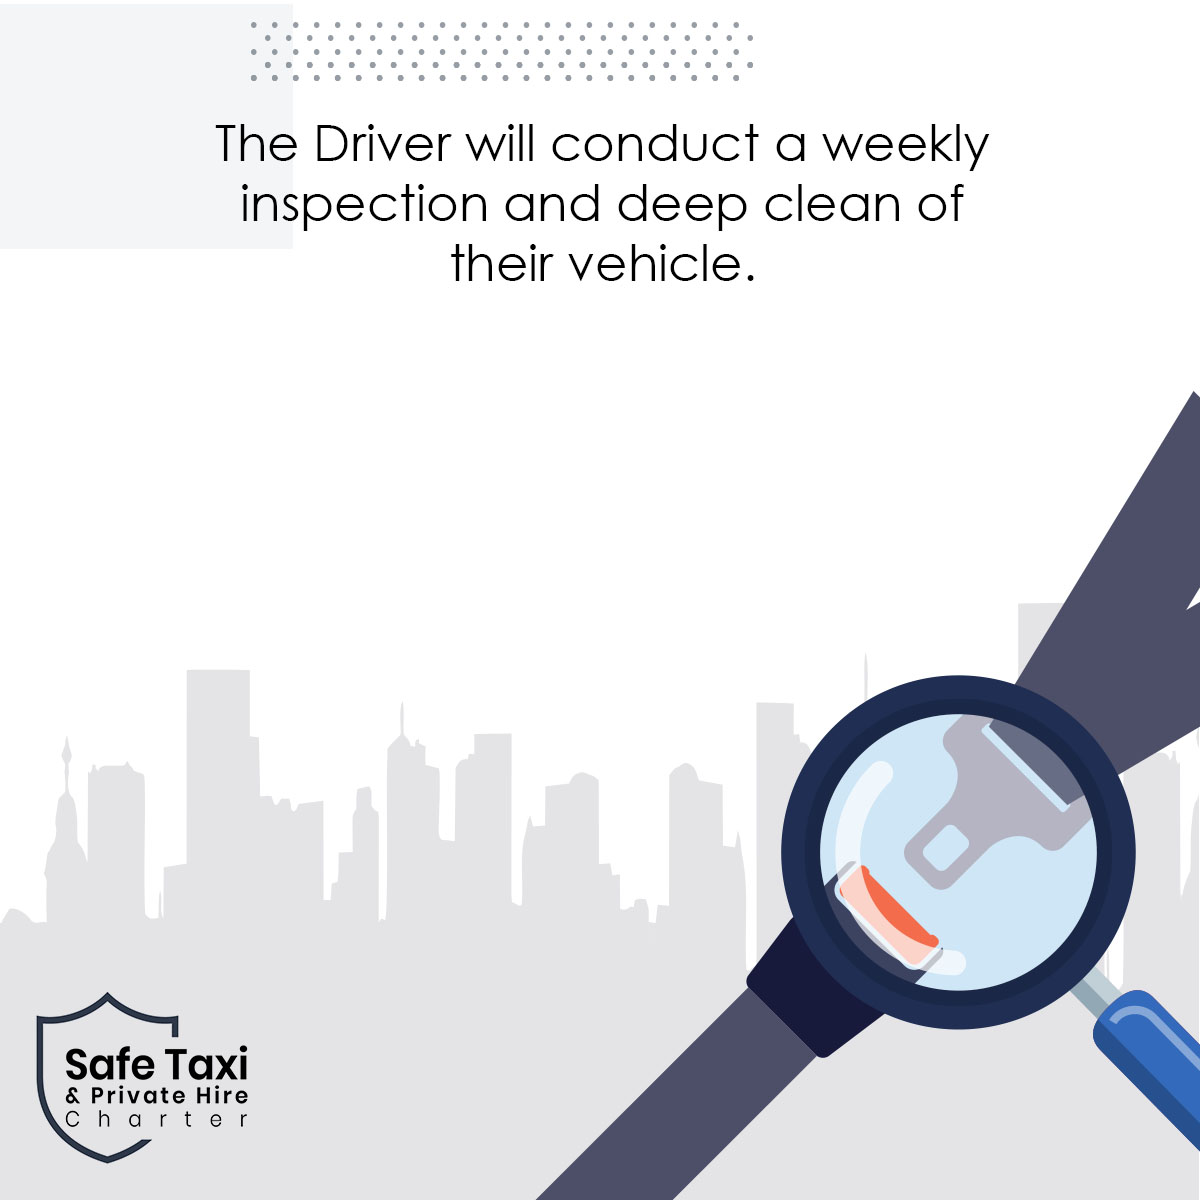 The Driver will conduct a weekly
inspection and deep clean of
their vehicle.
Safe Taxi
& Private Hire
Charter